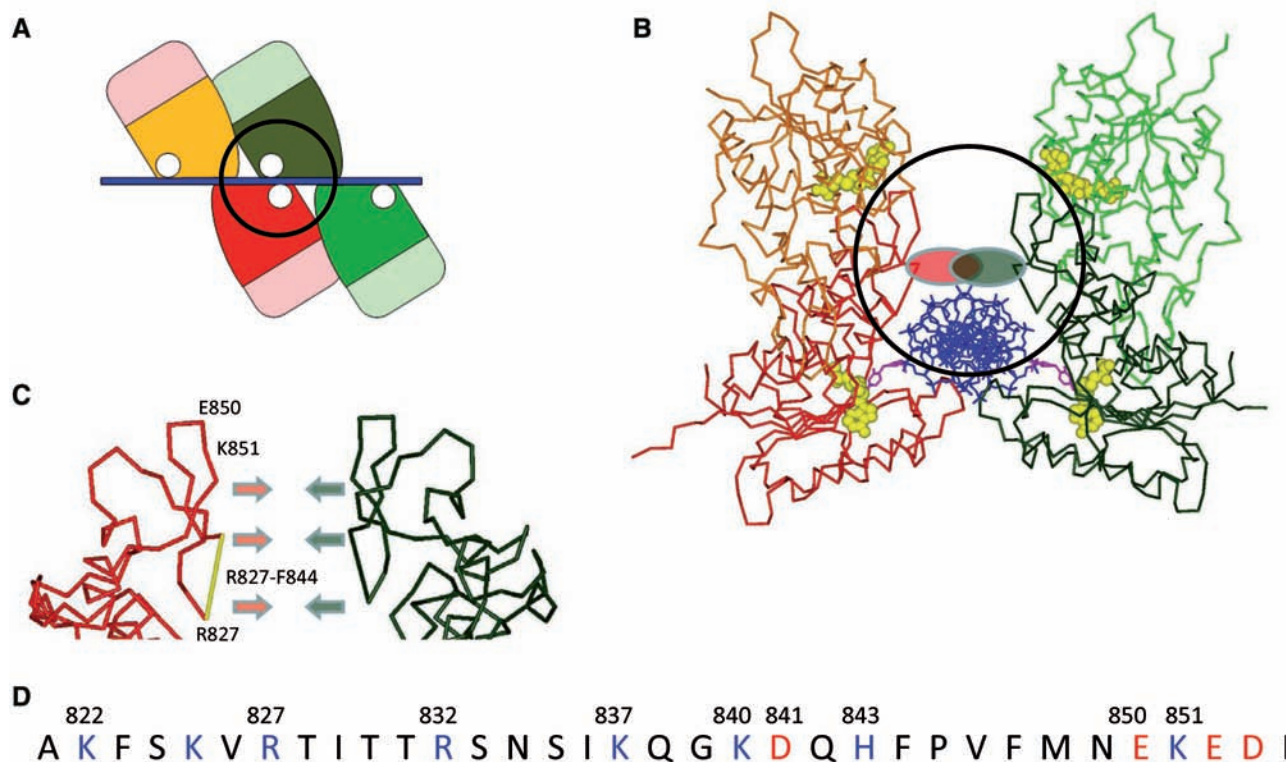 A
B
C
E850
K851
R827-F844
R827
D
822 827 832 837 840 841 843 850 851
A K F S K V R T I T T R S N S I K Q G K D Q H F P V F M N E K E D